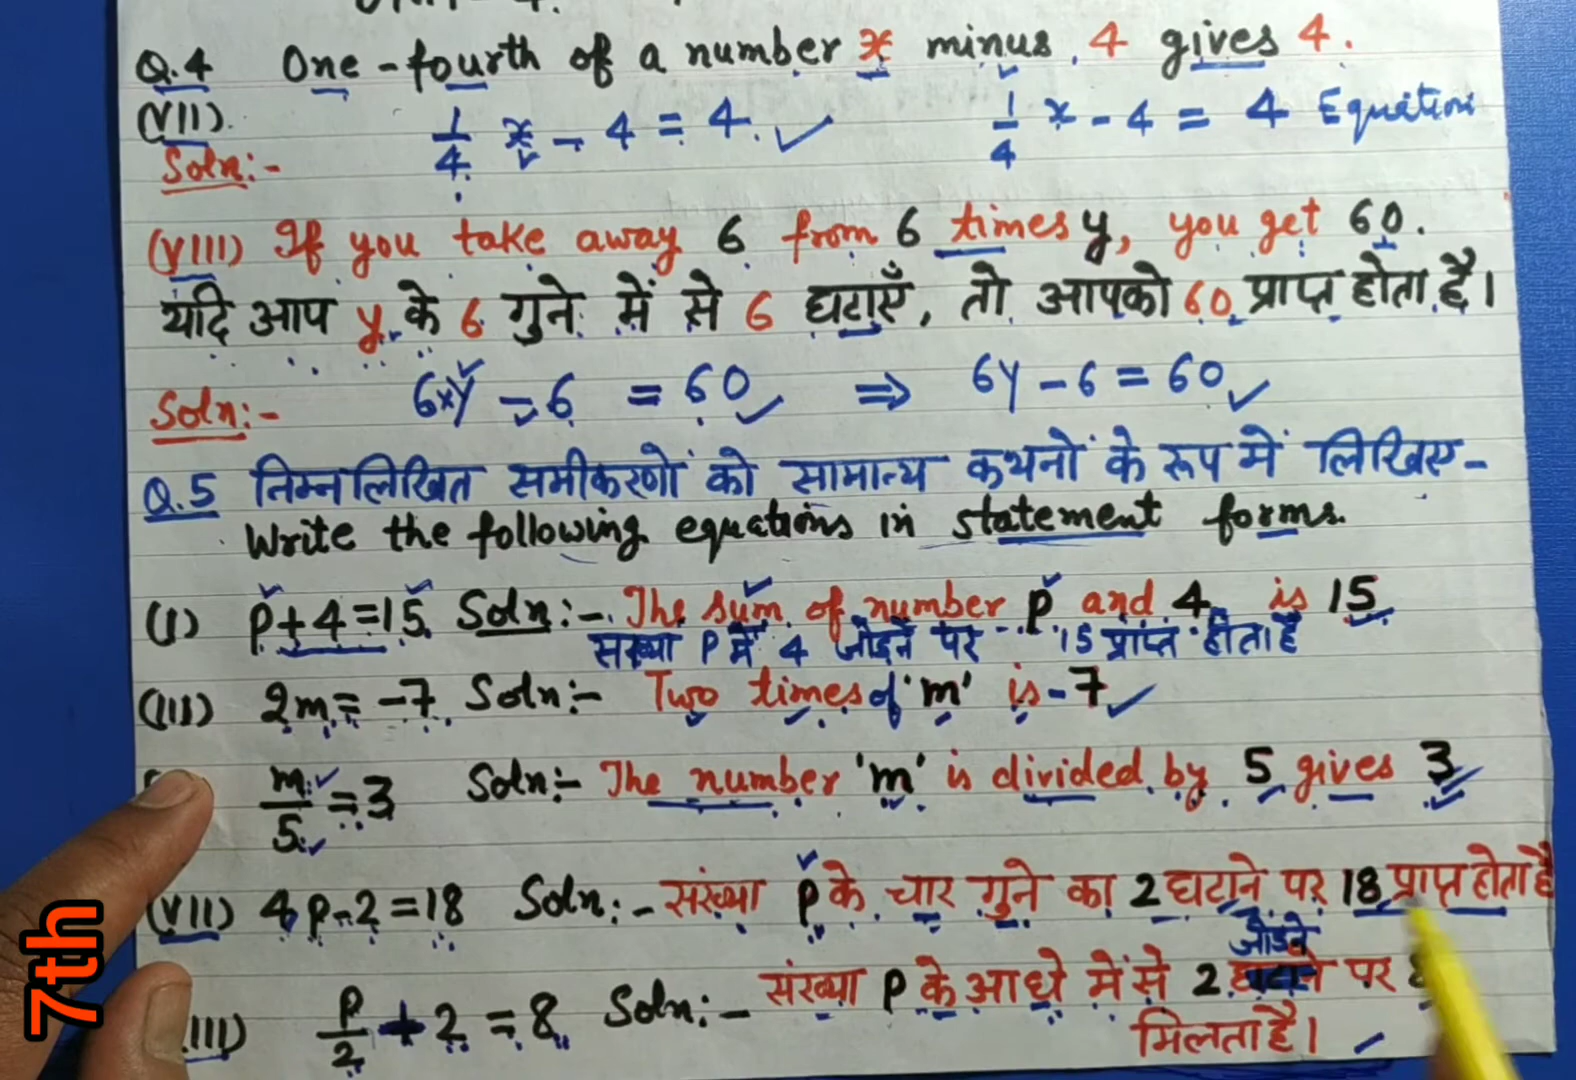 Q.4 One-fourth of a number x minus 4 gives 4.
(VII).
1/4 x - 4 = 4. 1/4 x - 4 = 4 Equation
Soln:-
(VIII) If you take away 6 from 6 times y, you get 60.
यदि आप y के 6 गुने में से 6 घटाएँ, तो आपको 60 प्राप्त होता है।
Soln:- 6xy - 6 = 60 ⇒ 6y - 6 = 60
Q.5 निम्नलिखित समीकरणों को सामान्य कथनों के रूप में लिखिए-
Write the following equations in statement forms.
(I) p+4=15 Soln:- The sum of number p and 4 is 15
संख्या P में 4 जोड़ने पर 15 प्राप्त होता है
(III) 2m = -7 Soln:- Two times of 'm' is -7
m/5 = 3 Soln:- The number 'm' is divided by 5 gives 3
(VII) 4p-2=18 Soln:- संख्या p के चार गुने का 2 घटाने पर 18 प्राप्त होता है
जोड़ने
III) p/2 + 2 = 8 Soln:- संख्या p के आधे में से 2 घटाने पर
मिलता है।
7th